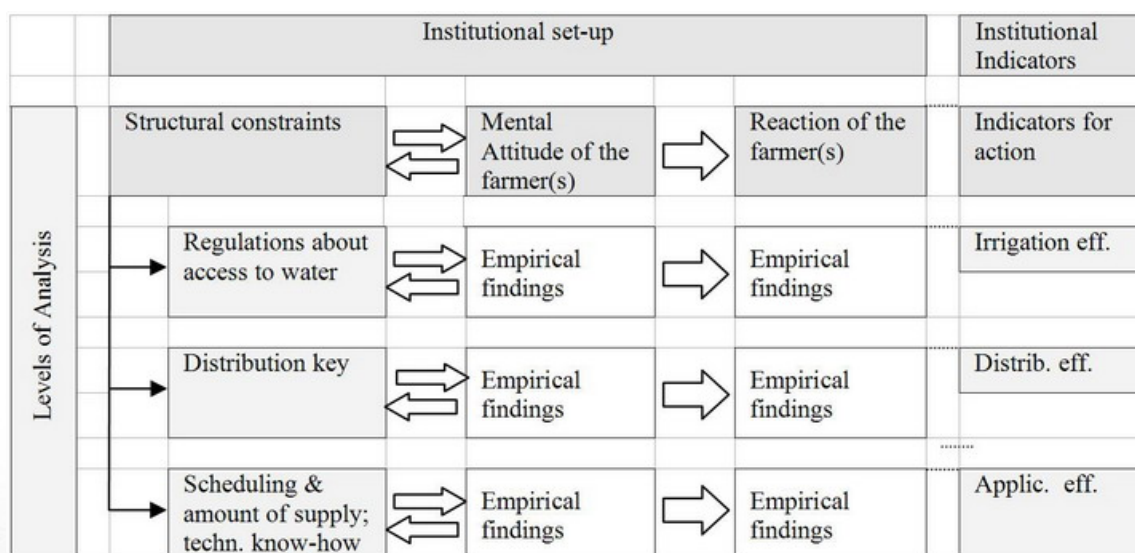 Institutional set-up
Institutional
Indicators
Levels of Analysis
Structural constraints
Mental
Attitude of the
farmer(s)
Reaction of the
farmer(s)
Indicators for
action
Regulations about
access to water
Empirical
findings
Empirical
findings
Irrigation eff.
Distribution key
Empirical
findings
Empirical
findings
Distrib. eff.
Scheduling &
amount of supply;
techn. know-how
Empirical
findings
Empirical
findings
Applic. eff.